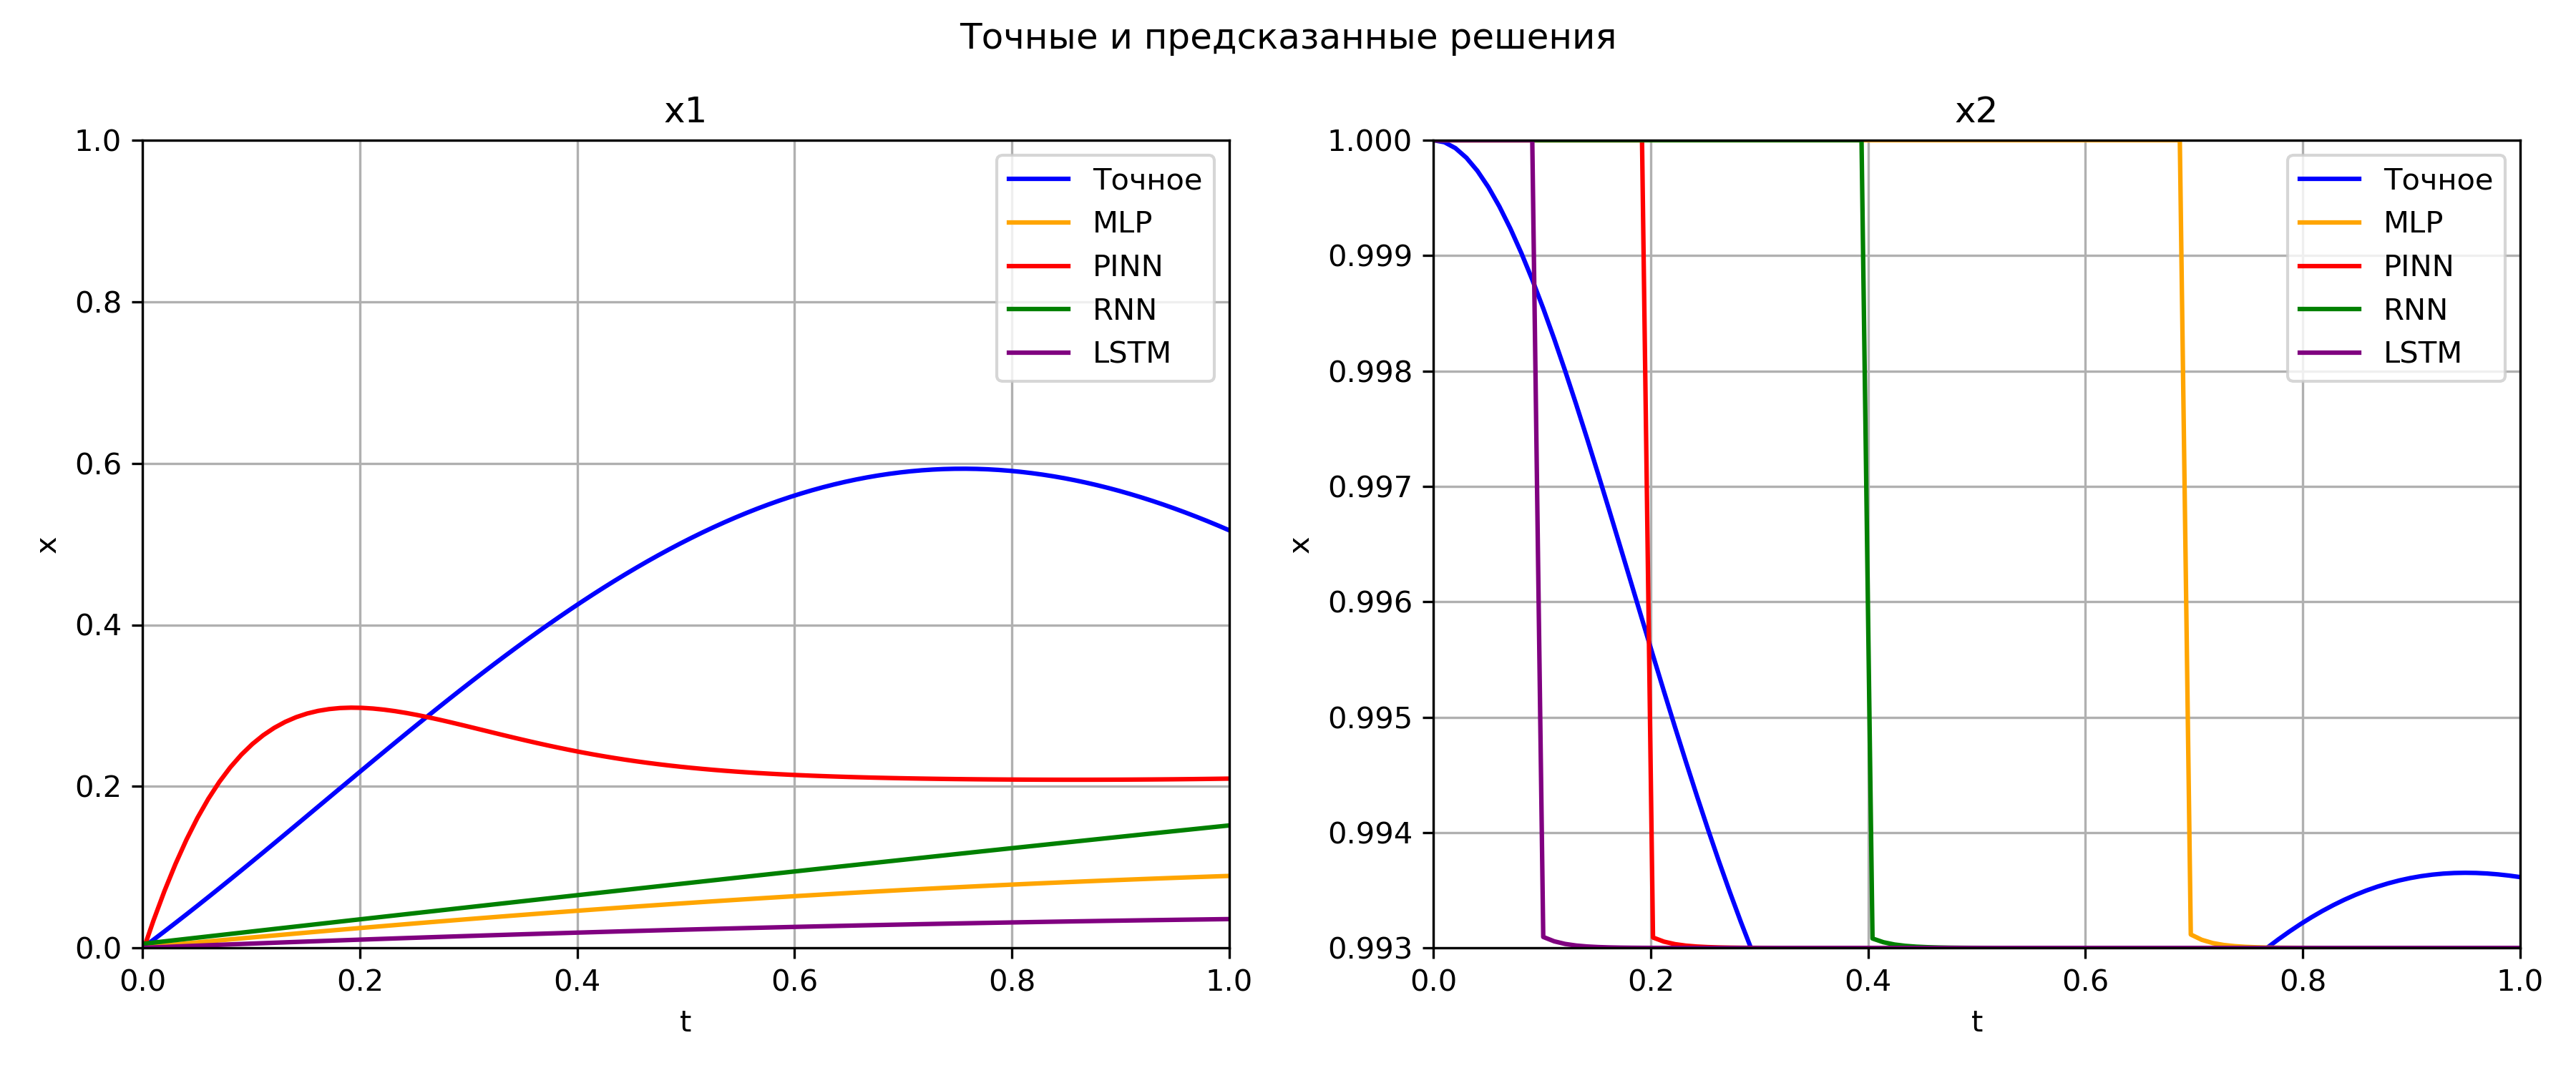 Точные и предсказанные решения
x1
1.0
0.8
0.6
0.4
0.2
0.0
x
0.0 0.2 0.4 0.6 0.8 1.0
t
Точное
MLP
PINN
RNN
LSTM
x2
1.000
0.999
0.998
0.997
0.996
0.995
0.994
0.993
x
0.0 0.2 0.4 0.6 0.8 1.0
t
Точное
MLP
PINN
RNN
LSTM